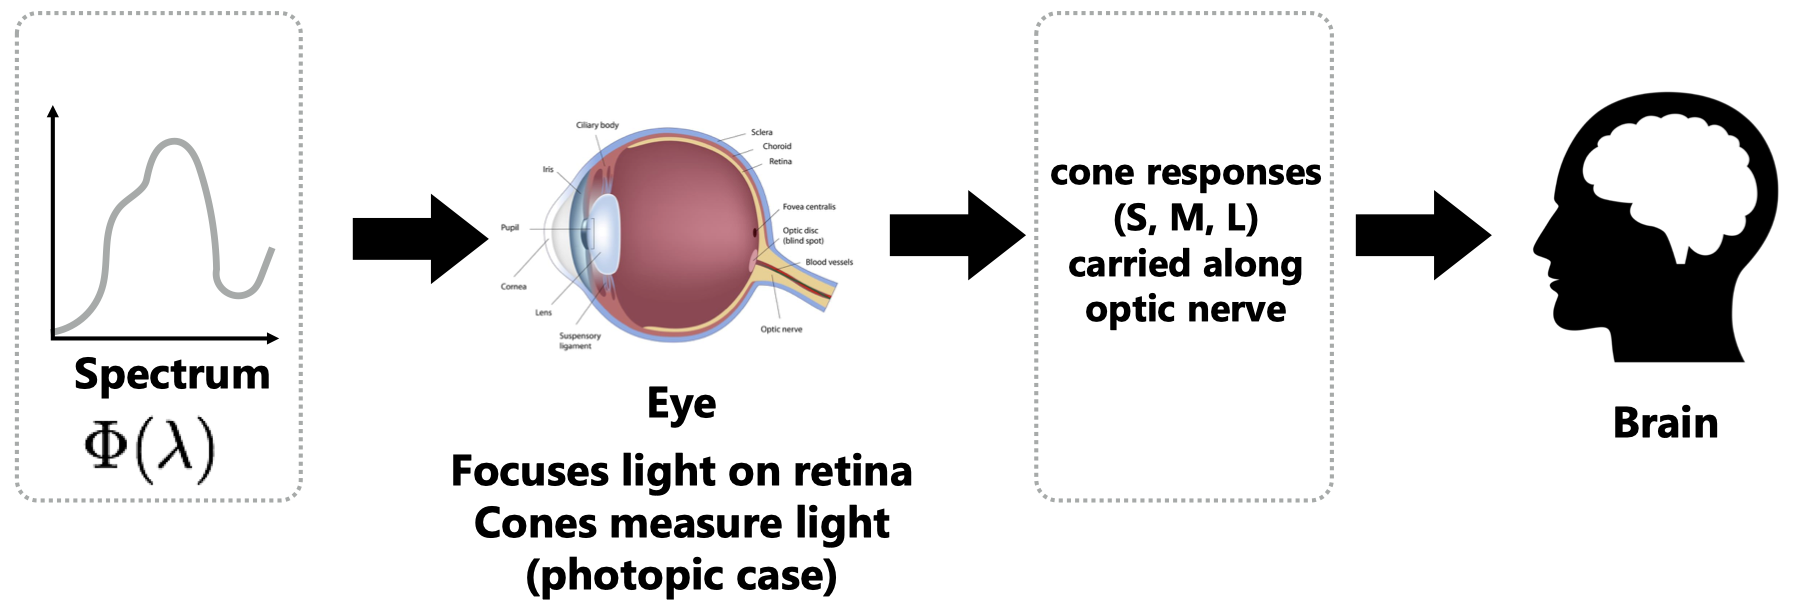 Spectrum
Φ(λ)
Ciliary body
Iris
Pupil
Cornea
Lens
Suspensory
ligament
Sclera
Choroid
Retina
Fovea centralis
Optic disc
(blind spot)
Blood vessels
Optic nerve
Eye
Focuses light on retina
Cones measure light
(photopic case)
cone responses
(S, M, L)
carried along
optic nerve
Brain